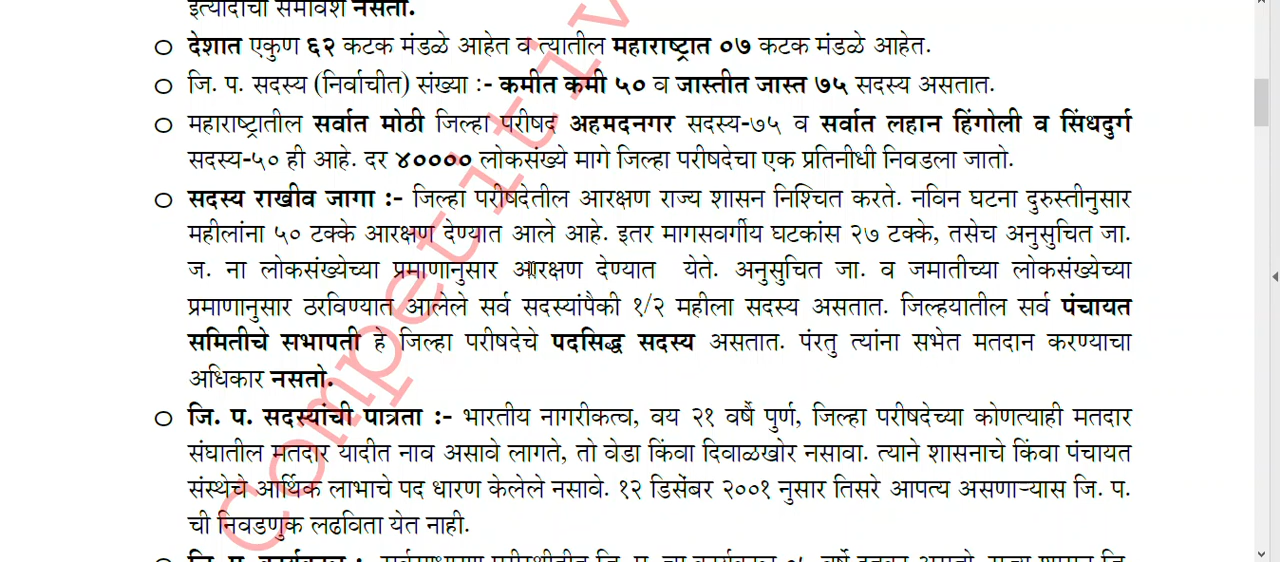 इत्यादींचा समावेश नसतो.
○ देशात एकुण ६२ कटक मंडळे आहेत व त्यातील महाराष्ट्रात ०७ कटक मंडळे आहेत.
○ जि. प. सदस्य (निर्वाचीत) संख्या :- कमीत कमी ५० व जास्तीत जास्त ७५ सदस्य असतात.
○ महाराष्ट्रातील सर्वात मोठी जिल्हा परीषद अहमदनगर सदस्य-७५ व सर्वात लहान हिंगोली व सिंधदुर्ग
सदस्य-५० ही आहे. दर ४०००० लोकसंख्ये मागे जिल्हा परीषदेचा एक प्रतिनीधी निवडला जातो.
○ सदस्य राखीव जागा :- जिल्हा परीषदेतील आरक्षण राज्य शासन निश्चित करते. नविन घटना दुरुस्तीनुसार
महीलांना ५० टक्के आरक्षण देण्यात आले आहे. इतर मागसवर्गीय घटकांस २७ टक्के, तसेच अनुसुचित जा.
ज. ना लोकसंख्येच्या प्रमाणानुसार आरक्षण देण्यात येते. अनुसुचित जा. व जमातीच्या लोकसंख्येच्या
प्रमाणानुसार ठरविण्यात आलेले सर्व सदस्यांपैकी १/२ महीला सदस्य असतात. जिल्हयातील सर्व पंचायत
समितीचे सभापती हे जिल्हा परीषदेचे पदसिद्ध सदस्य असतात. पंरतु त्यांना सभेत मतदान करण्याचा
अधिकार नसतो.
○ जि. प. सदस्यांची पात्रता :- भारतीय नागरीकत्व, वय २१ वर्षै पुर्ण, जिल्हा परीषदेच्या कोणत्याही मतदार
संघातील मतदार यादीत नाव असावे लागते, तो वेडा किंवा दिवाळखोर नसावा. त्याने शासनाचे किंवा पंचायत
संस्थेचे आर्थिक लाभाचे पद धारण केलेले नसावे. १२ डिसेंबर २००१ नुसार तिसरे आपत्य असणाऱ्यास जि. प.
ची निवडणुक लढविता येत नाही.
Competitiv